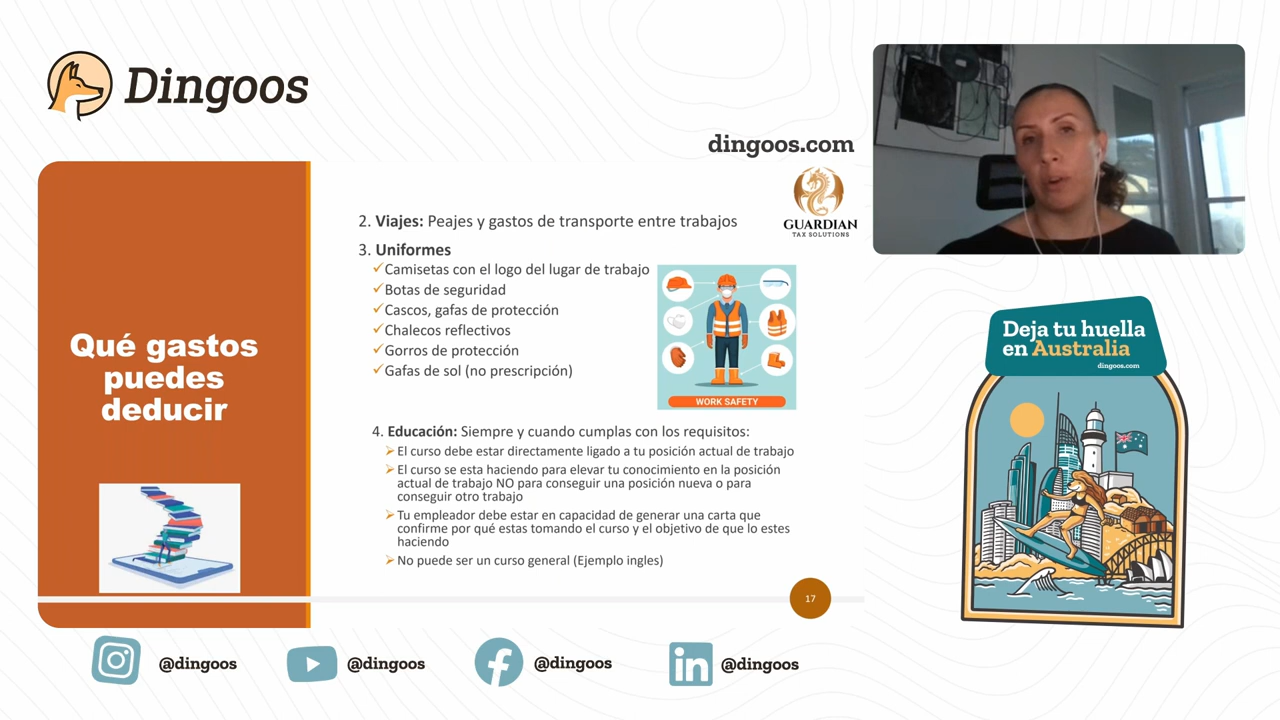 Dingoos
dingoos.com
GUARDIAN
TAX SOLUTIONS
Qué gastos
puedes
deducir
2. Viajes: Peajes y gastos de transporte entre trabajos
3. Uniformes
Camisetas con el logo del lugar de trabajo
Botas de seguridad
Cascos, gafas de protección
Chalecos reflectivos
Gorros de protección
Gafas de sol (no prescripción)
WORK SAFETY
4. Educación: Siempre y cuando cumplas con los requisitos:
El curso debe estar directamente ligado a tu posición actual de trabajo
El curso se esta haciendo para elevar tu conocimiento en la posición
actual de trabajo NO para conseguir una posición nueva o para
conseguir otro trabajo
Tu empleador debe estar en capacidad de generar una carta que
confirme por qué estas tomando el curso y el objetivo de que lo estes
haciendo
No puede ser un curso general (Ejemplo ingles)
17
Deja tu huella
en Australia
dingoos.com
@dingoos
@dingoos
@dingoos
@dingoos